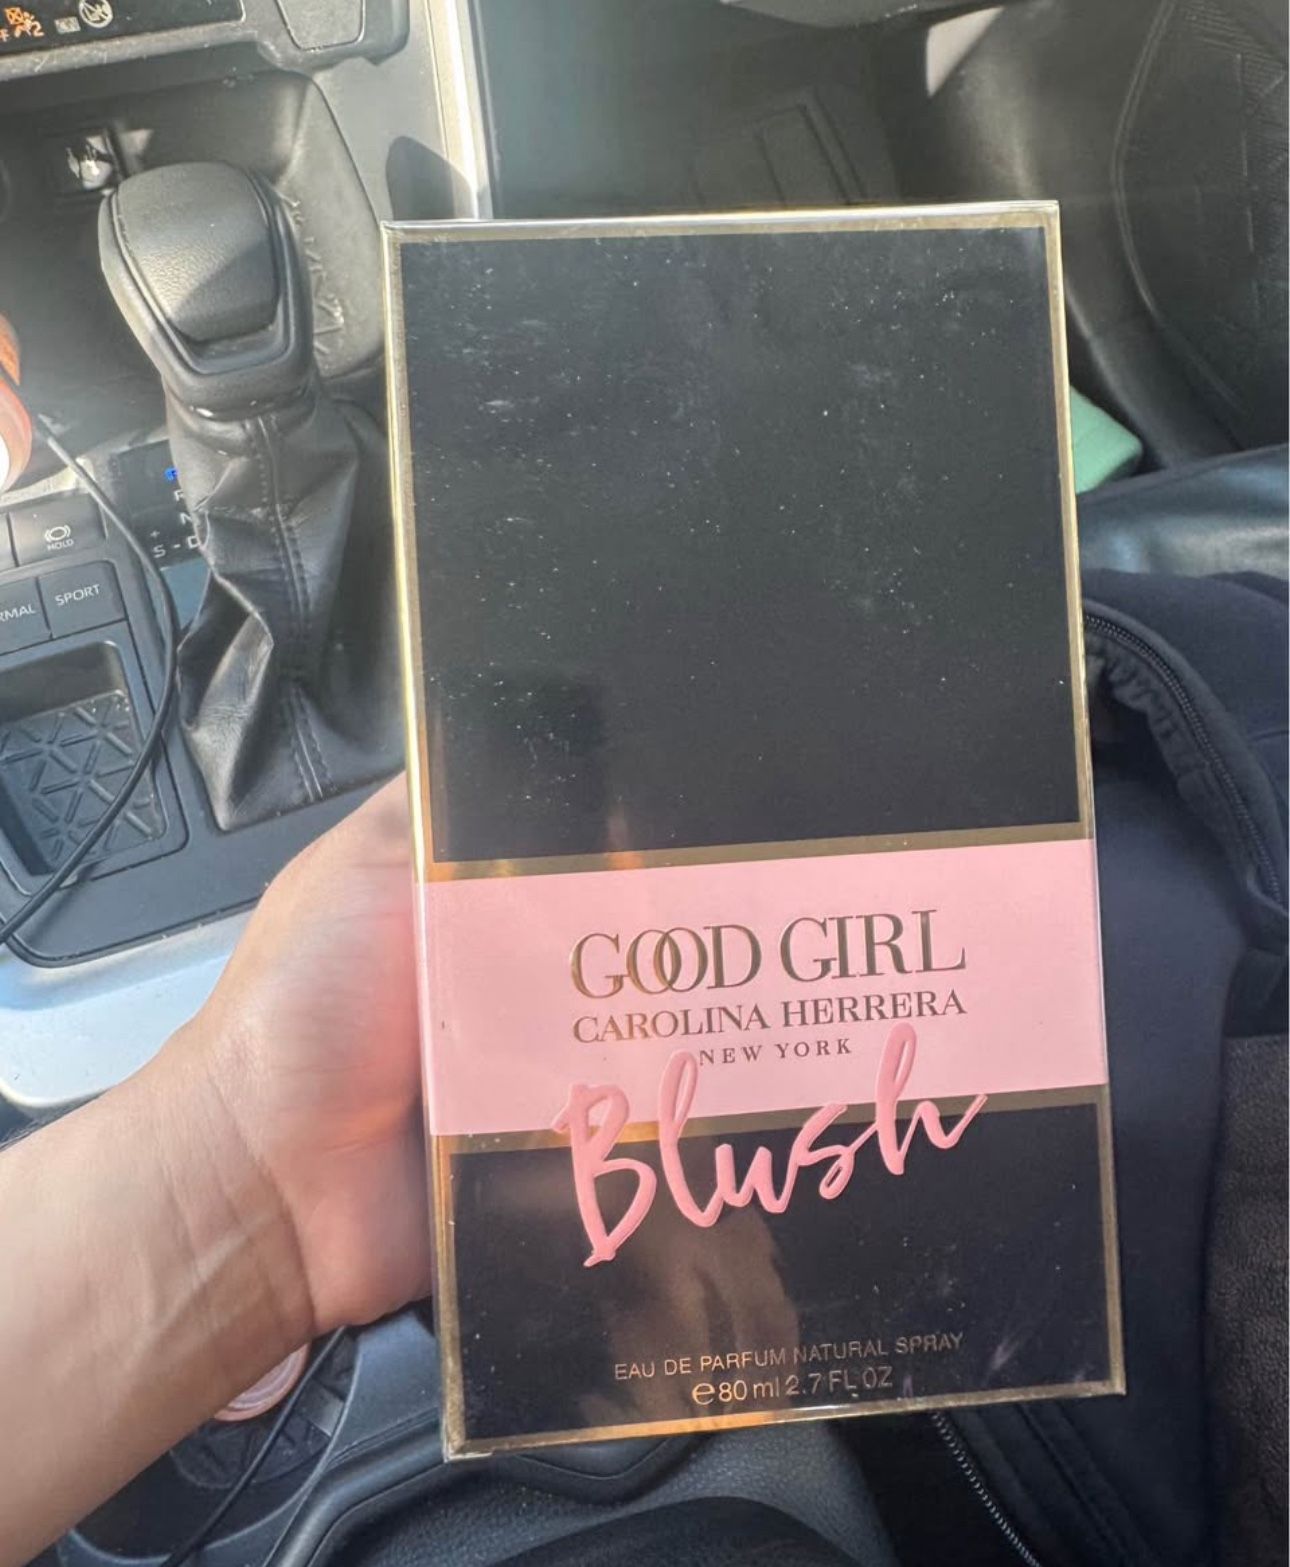 HOLD
SPORT
S - D
GOOD GIRL
CAROLINA HERRERA
NEW YORK
Blush
EAU DE PARFUM NATURAL SPRAY
℮80 ml 2.7 FL OZ